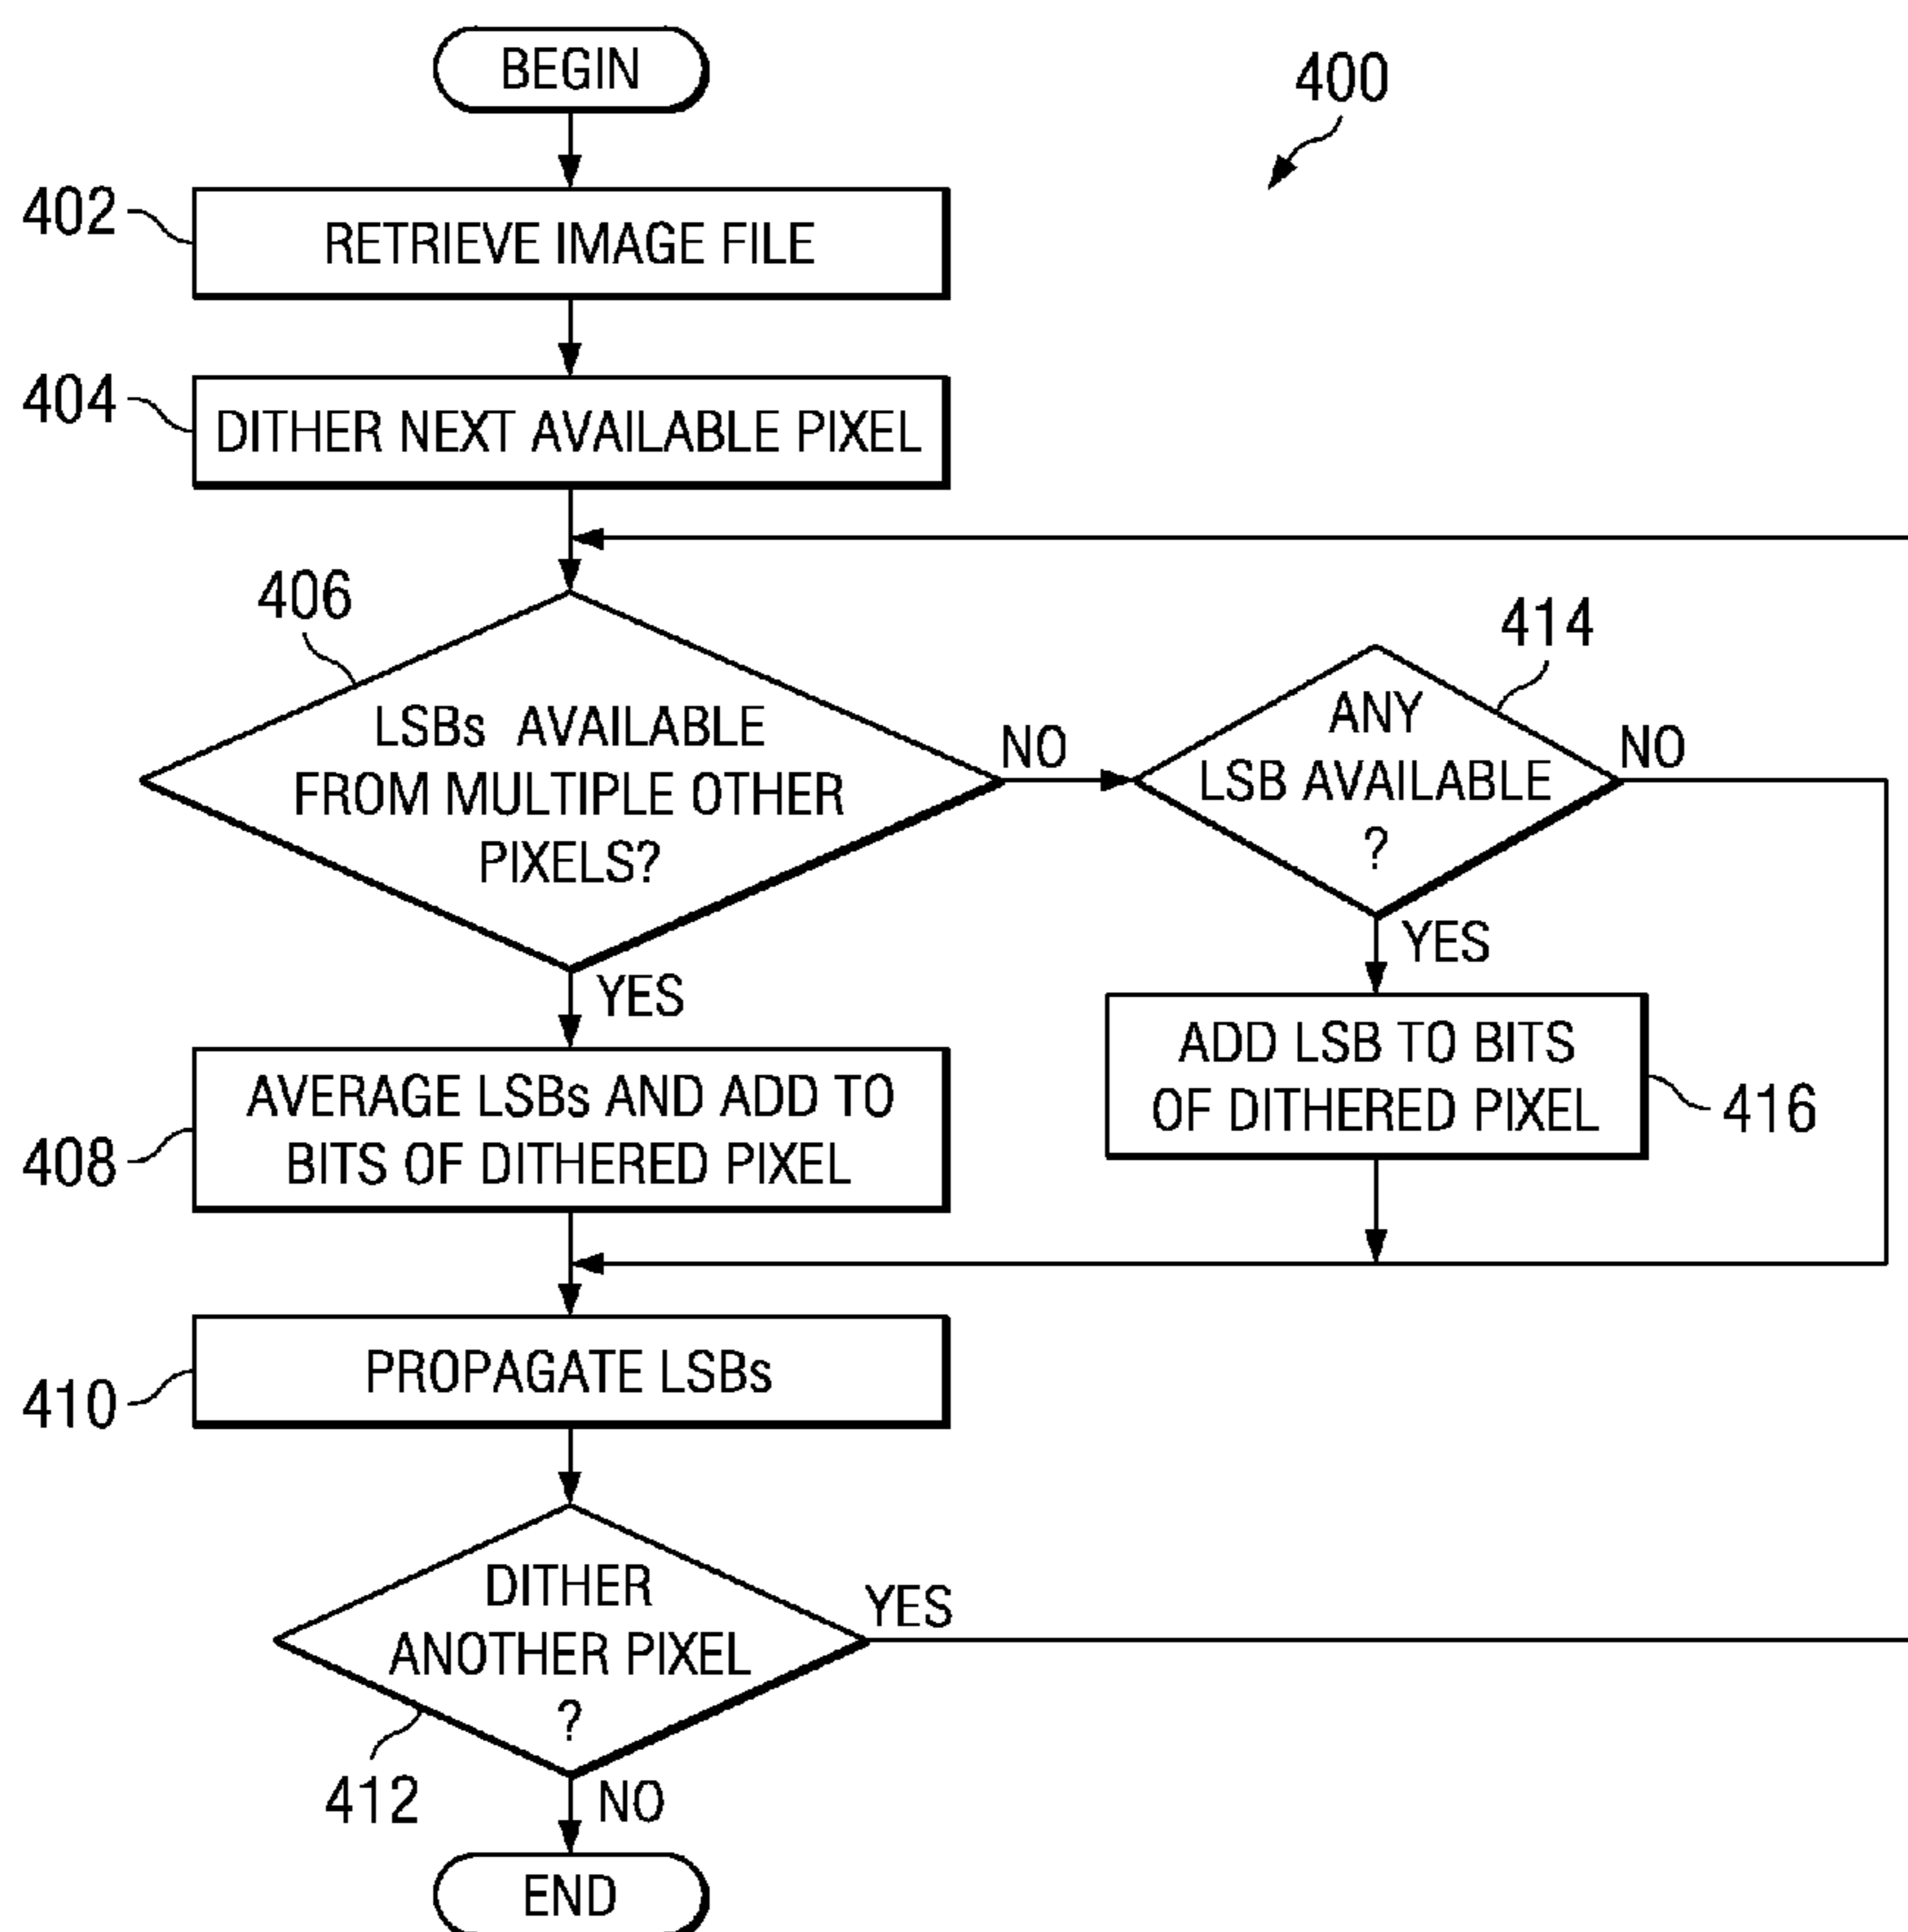 BEGIN
400
402
RETRIEVE IMAGE FILE
404
DITHER NEXT AVAILABLE PIXEL
406
LSBs AVAILABLE
FROM MULTIPLE OTHER
PIXELS?
NO
414
ANY
LSB AVAILABLE
?
NO
YES
YES
408
AVERAGE LSBs AND ADD TO
BITS OF DITHERED PIXEL
ADD LSB TO BITS
OF DITHERED PIXEL
416
410
PROPAGATE LSBs
DITHER
ANOTHER PIXEL
?
YES
412
NO
END